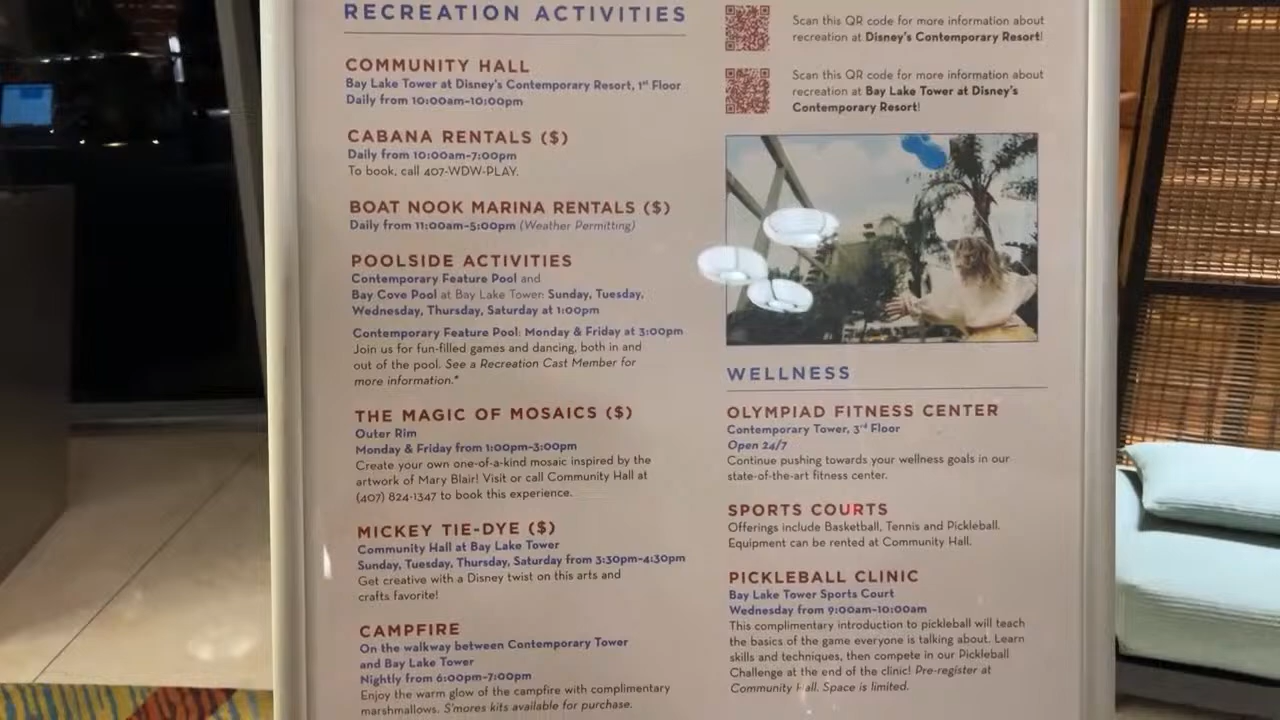 RECREATION ACTIVITIES
COMMUNITY HALL
Bay Lake Tower at Disney's Contemporary Resort, 1st Floor
Daily from 10:00am-10:00pm
CABANA RENTALS ($)
Daily from 10:00am-7:00pm
To book, call 407-WDW-PLAY.
BOAT NOOK MARINA RENTALS ($)
Daily from 11:00am-5:00pm (Weather Permitting)
POOLSIDE ACTIVITIES
Contemporary Feature Pool and
Bay Cove Pool at Bay Lake Tower: Sunday, Tuesday,
Wednesday, Thursday, Saturday at 1:00pm
Contemporary Feature Pool: Monday & Friday at 3:00pm
Join us for fun-filled games and dancing, both in and
out of the pool. See a Recreation Cast Member for
more information.*
THE MAGIC OF MOSAICS ($)
Outer Rim
Monday & Friday from 1:00pm-3:00pm
Create your own one-of-a-kind mosaic inspired by the
artwork of Mary Blair! Visit or call Community Hall at
(407) 824-1347 to book this experience.
MICKEY TIE-DYE ($)
Community Hall at Bay Lake Tower
Sunday, Tuesday, Thursday, Saturday from 3:30pm-4:30pm
Get creative with a Disney twist on this arts and
crafts favorite!
CAMPFIRE
On the walkway between Contemporary Tower
and Bay Lake Tower
Nightly from 6:00pm-7:00pm
Enjoy the warm glow of the campfire with complimentary
marshmallows. S'mores kits available for purchase.
Scan this QR code for more information about
recreation at Disney's Contemporary Resort!
Scan this QR code for more information about
recreation at Bay Lake Tower at Disney's
Contemporary Resort!
WELLNESS
OLYMPIAD FITNESS CENTER
Contemporary Tower, 3rd Floor
Open 24/7
Continue pushing towards your wellness goals in our
state-of-the-art fitness center.
SPORTS COURTS
Offerings include Basketball, Tennis and Pickleball.
Equipment can be rented at Community Hall.
PICKLEBALL CLINIC
Bay Lake Tower Sports Court
Wednesday from 9:00am-10:00am
This complimentary introduction to pickleball will teach
the basics of the game everyone is talking about. Learn
skills and techniques, then compete in our Pickleball
Challenge at the end of the clinic! Pre-register at
Community Hall. Space is limited.